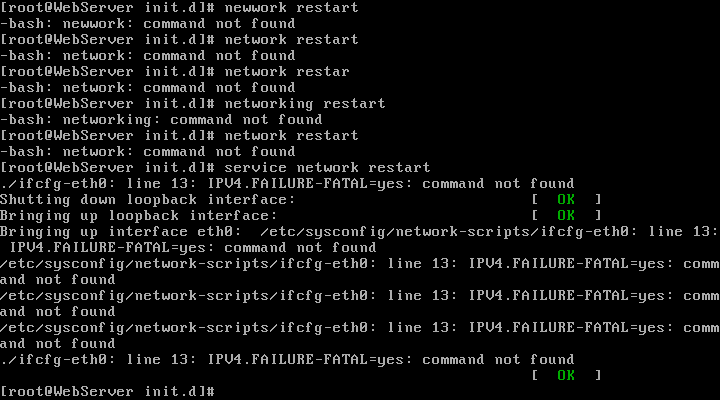 [root@WebServer init.d]# newwork restart
-bash: newwork: command not found
[root@WebServer init.d]# network restart
-bash: network: command not found
[root@WebServer init.d]# network restar
-bash: network: command not found
[root@WebServer init.d]# networking restart
-bash: networking: command not found
[root@WebServer init.d]# network restart
-bash: network: command not found
[root@WebServer init.d]# service network restart
./ifcfg-eth0: line 13: IPV4.FAILURE-FATAL=yes: command not found
Shutting down loopback interface:                          [  OK  ]
Bringing up loopback interface:                            [  OK  ]
Bringing up interface eth0:  /etc/sysconfig/network-scripts/ifcfg-eth0: line 13:
 IPV4.FAILURE-FATAL=yes: command not found
/etc/sysconfig/network-scripts/ifcfg-eth0: line 13: IPV4.FAILURE-FATAL=yes: comm
and not found
/etc/sysconfig/network-scripts/ifcfg-eth0: line 13: IPV4.FAILURE-FATAL=yes: comm
and not found
/etc/sysconfig/network-scripts/ifcfg-eth0: line 13: IPV4.FAILURE-FATAL=yes: comm
and not found
./ifcfg-eth0: line 13: IPV4.FAILURE-FATAL=yes: command not found
                                                           [  OK  ]
[root@WebServer init.d]#